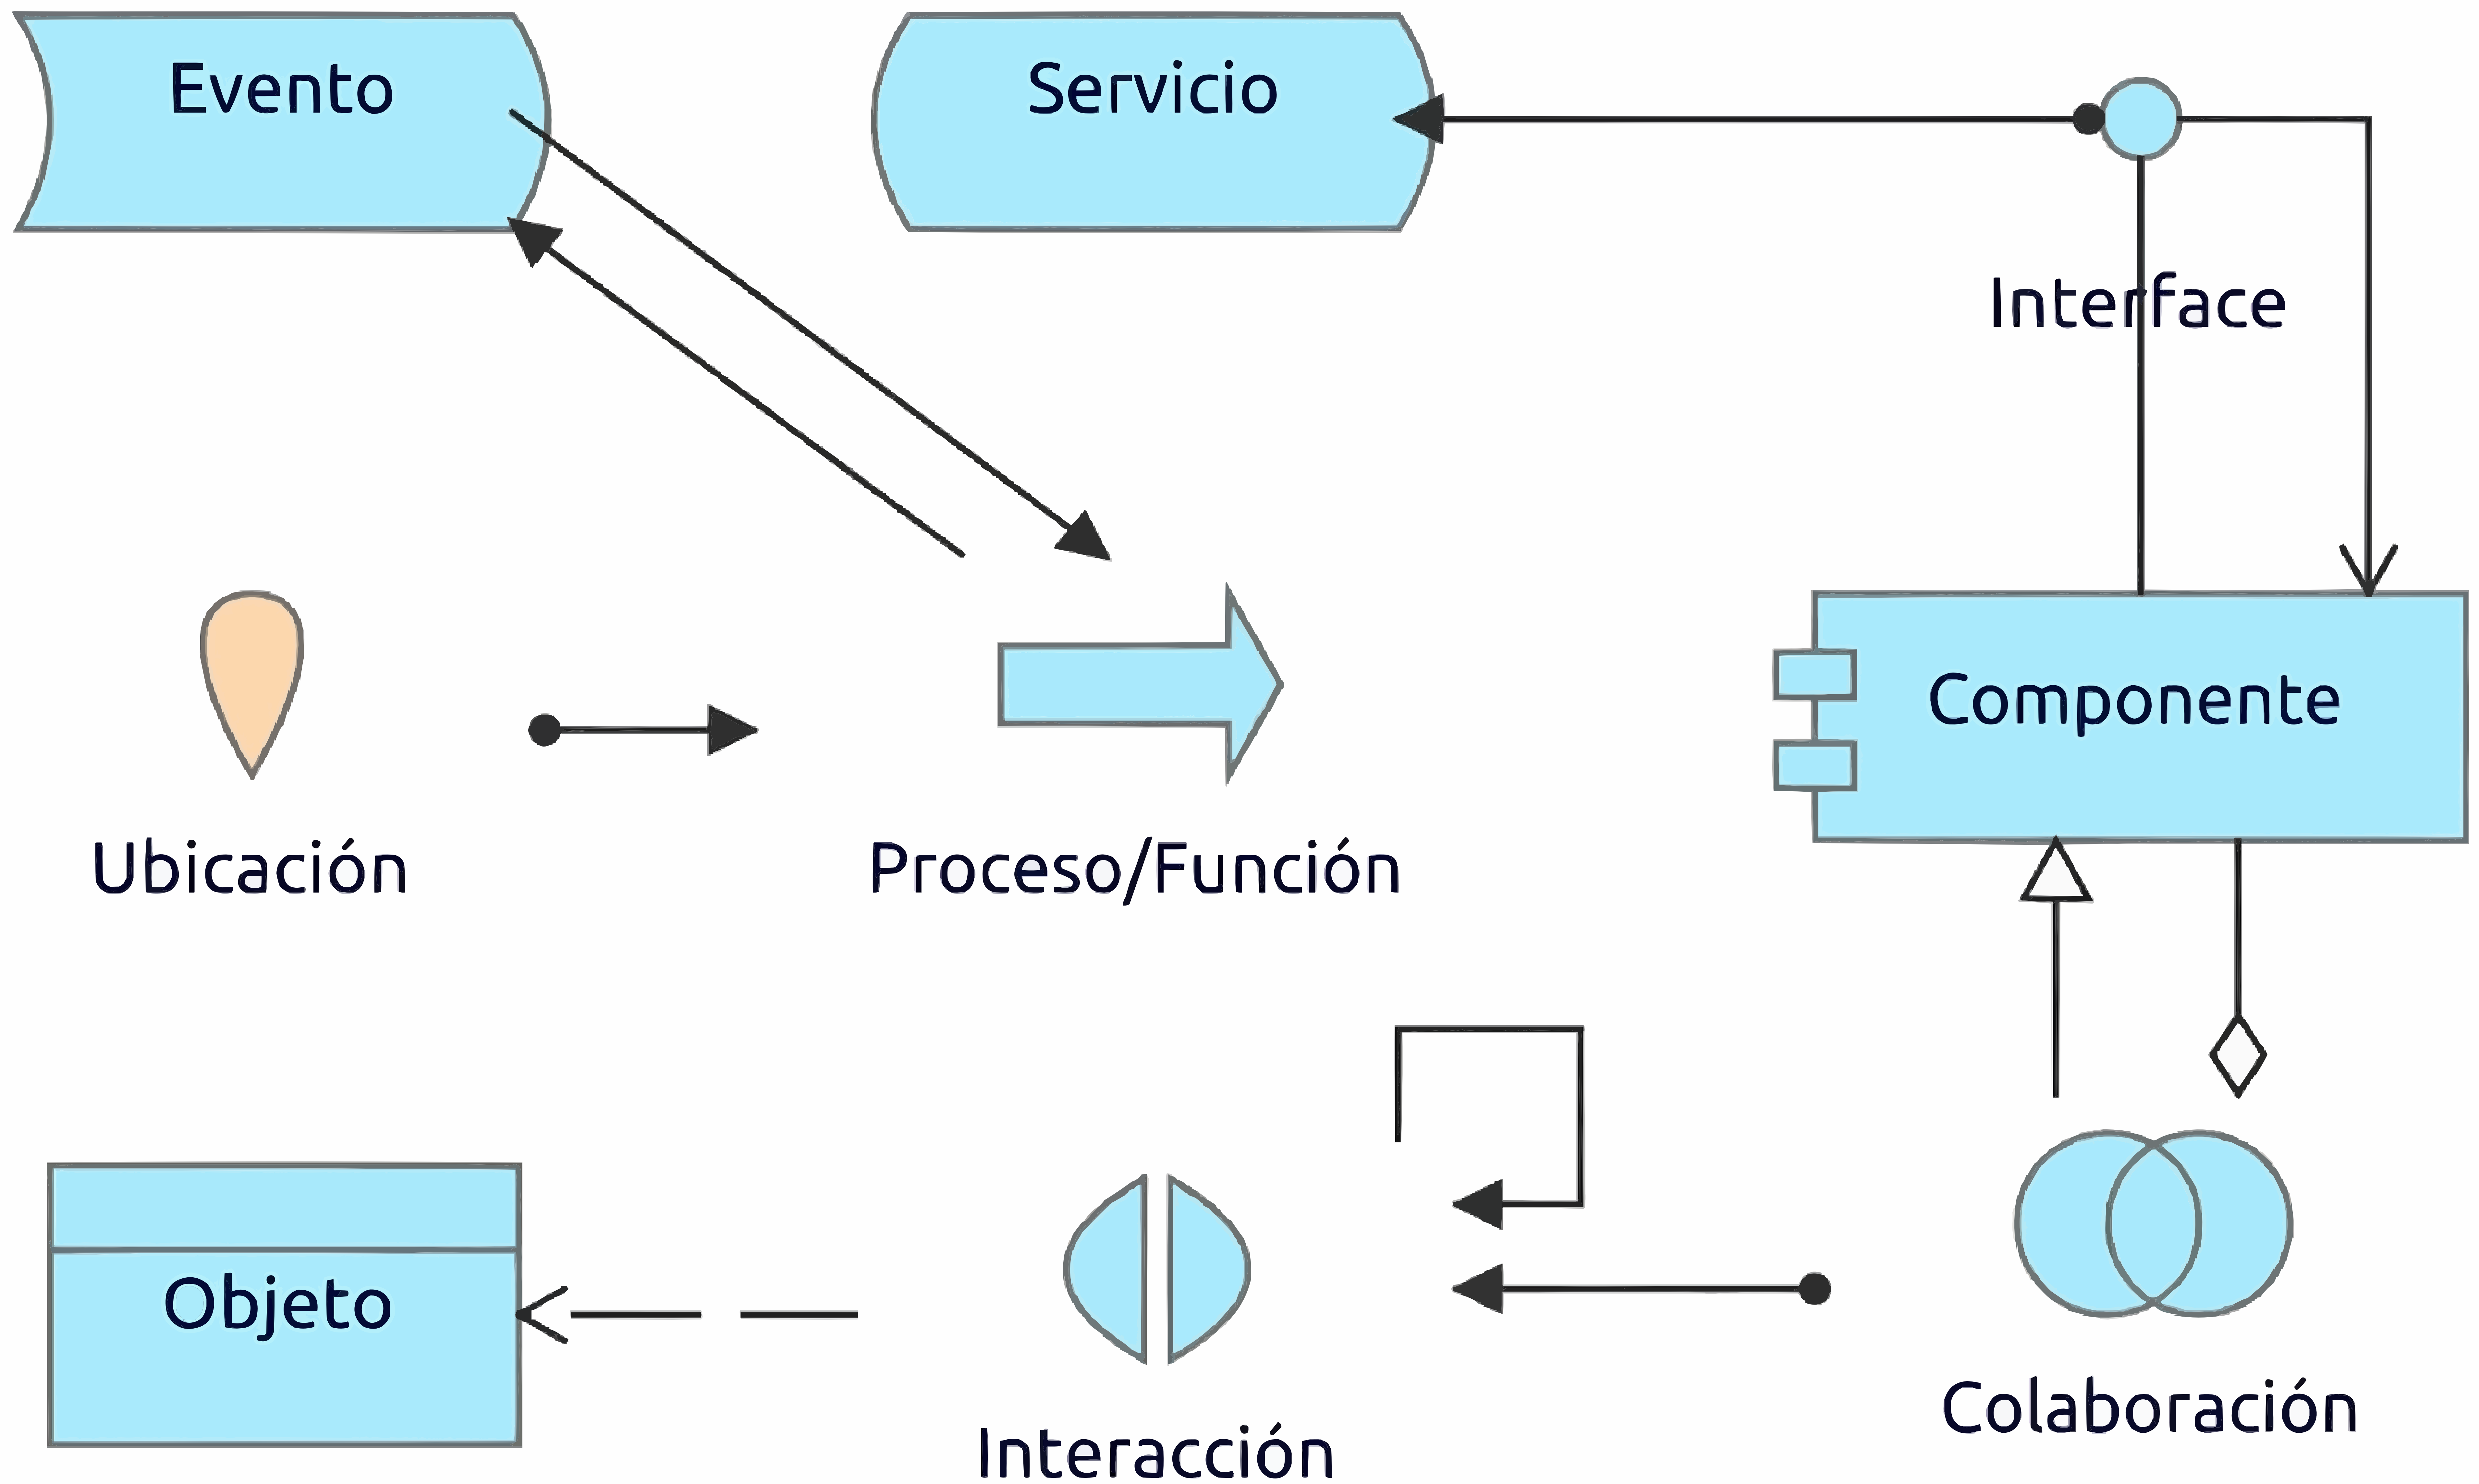 Evento
Servicio
Interface
Componente
Ubicación
Proceso/Función
Objeto
Interacción
Colaboración